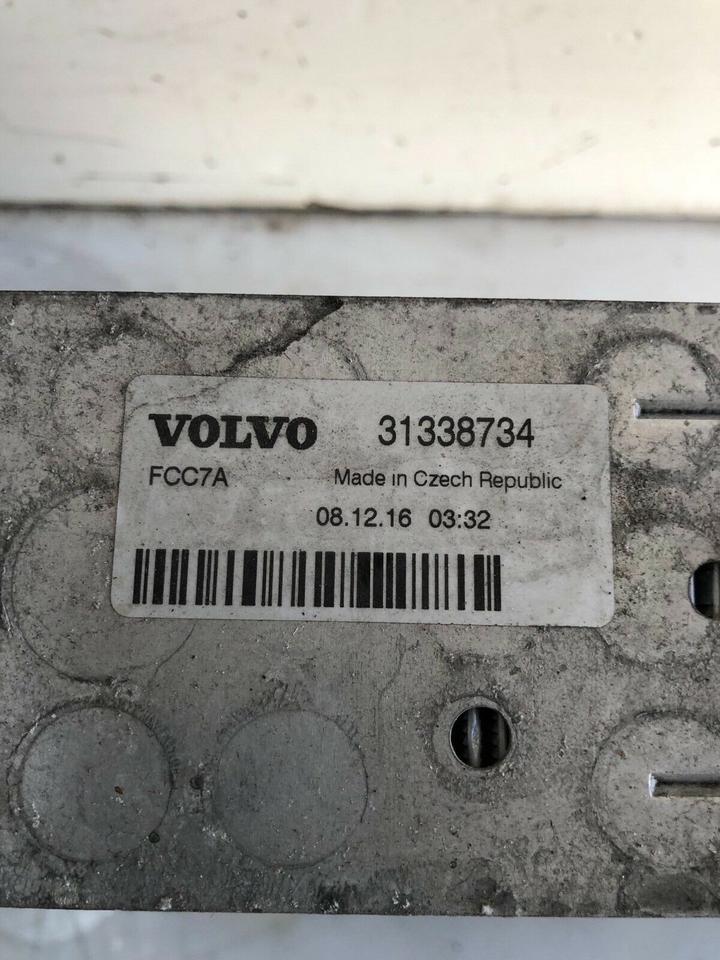 VOLVO 31338734
FCC7A Made in Czech Republic
08.12.16 03:32